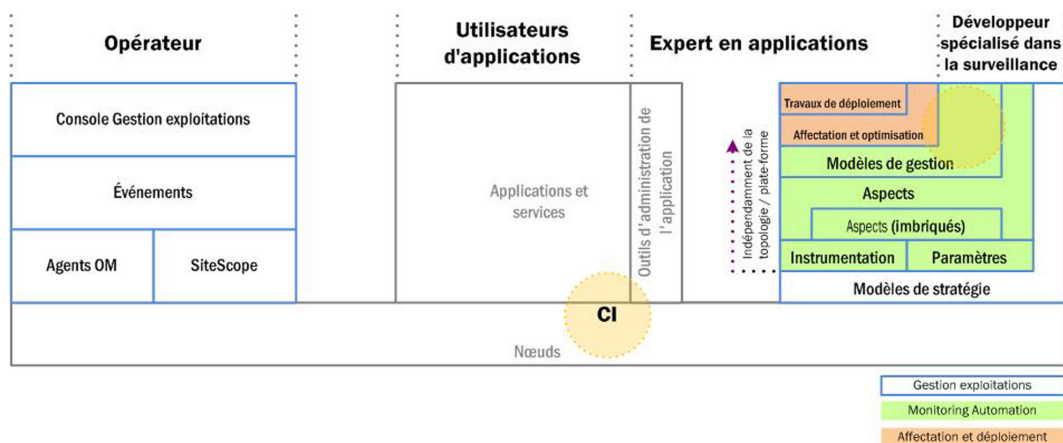 Opérateur
Utilisateurs
d'applications
Expert en applications
Développeur
spécialisé dans
la surveillance
Console Gestion exploitations
Événements
Agents OM
SiteScope
Applications et
services
Outils d'administration de
l'application
Indépendamment de la
topologie / plate-forme
Travaux de déploiement
Affectation et optimisation
Modèles de gestion
Aspects
Aspects (imbriqués)
Instrumentation
Paramètres
Modèles de stratégie
CI
Nœuds
Gestion exploitations
Monitoring Automation
Affectation et déploiement